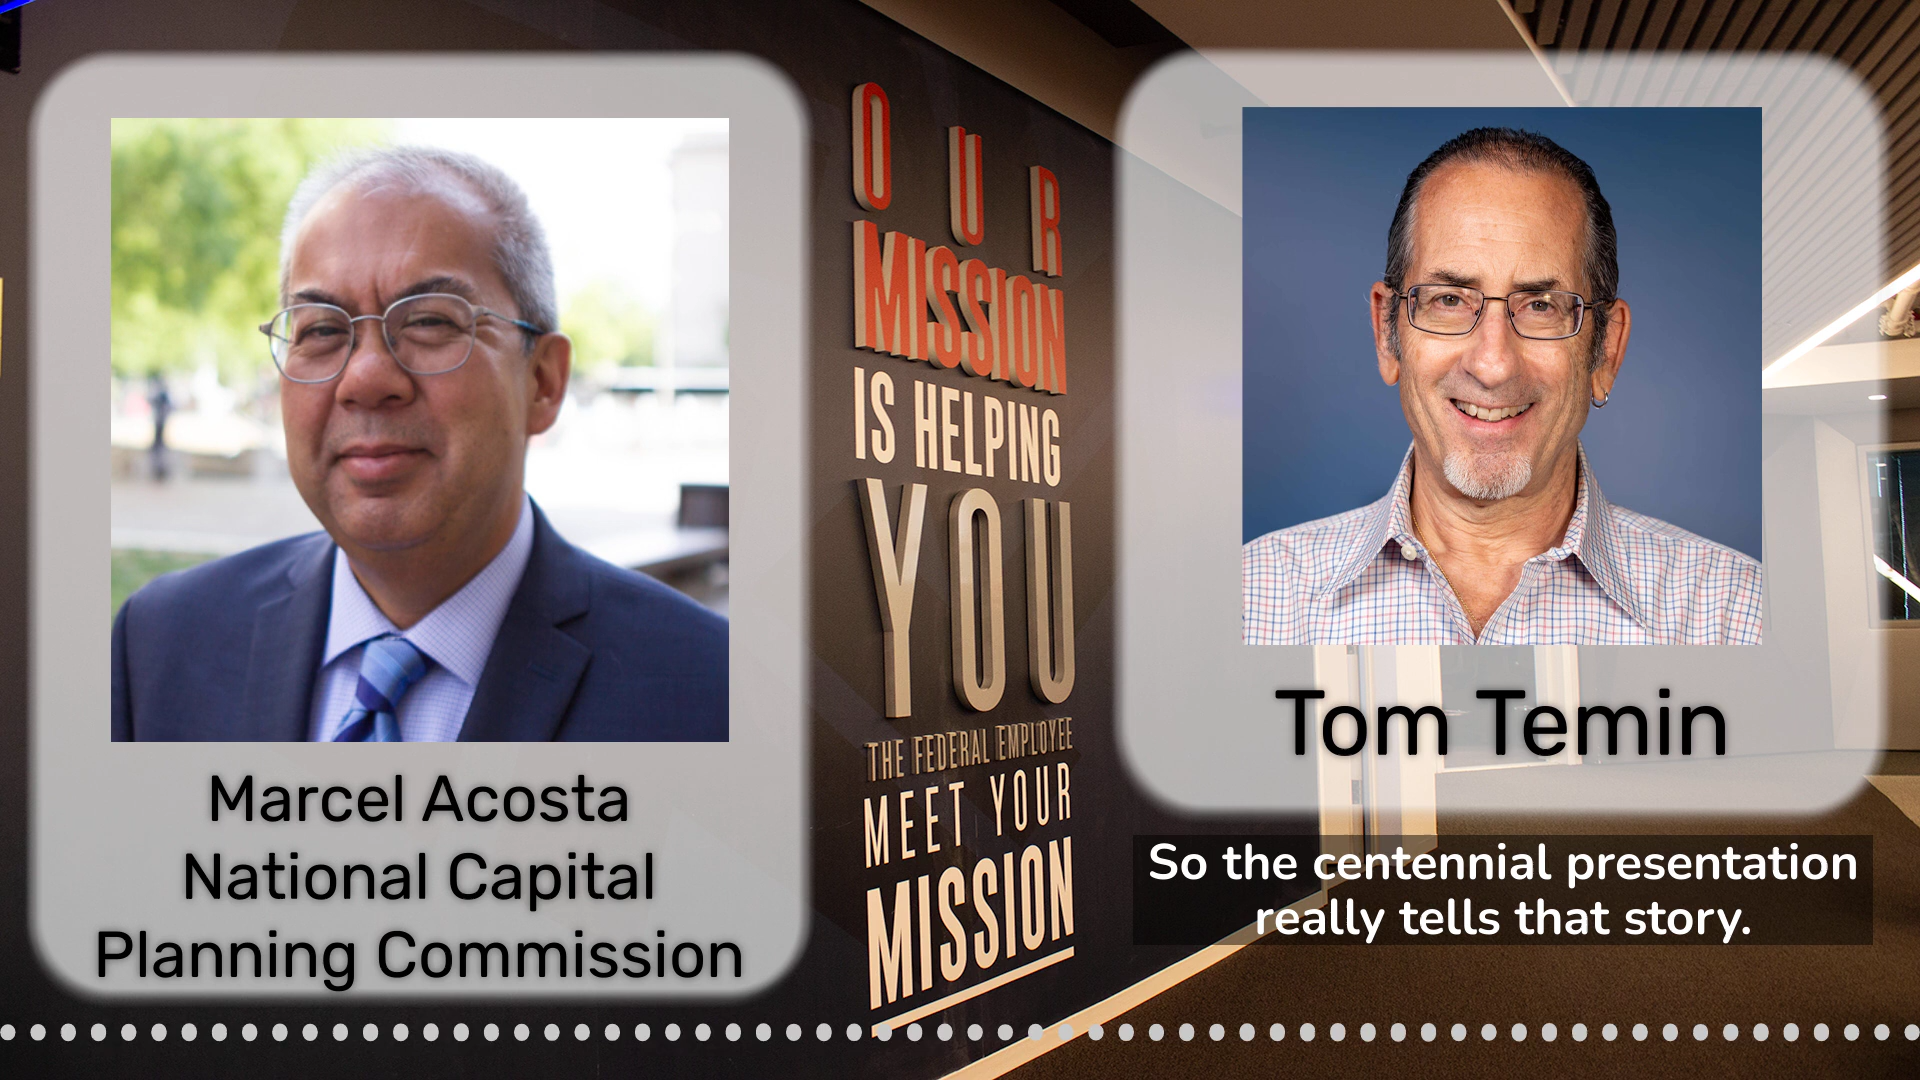 Marcel Acosta
National Capital
Planning Commission
OUR
MISSION
IS HELPING
YOU
THE FEDERAL EMPLOYEE
MEET YOUR
MISSION
Tom Temin
So the centennial presentation
really tells that story.